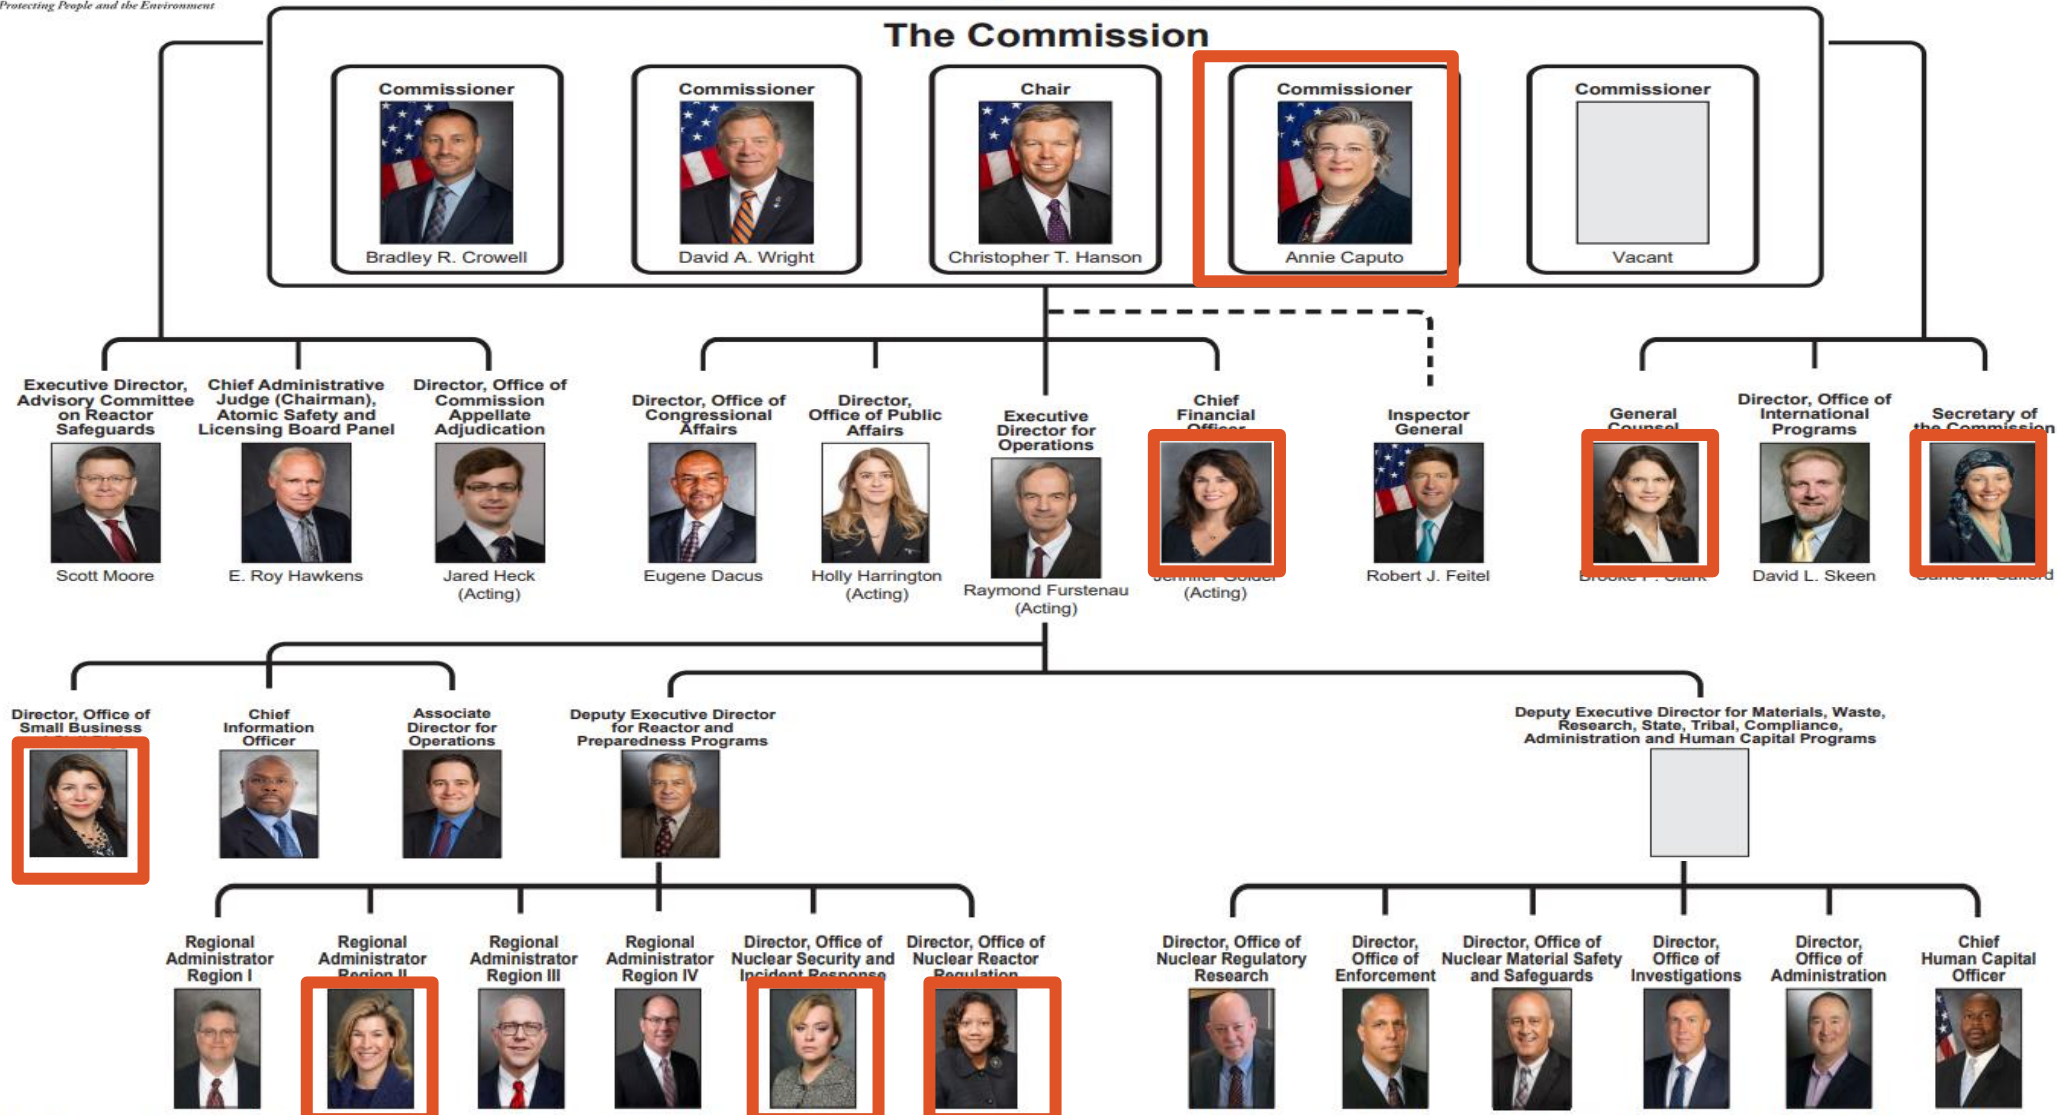 Protecting People and the Environment
The Commission
Commissioner
Bradley R. Crowell
Commissioner
David A. Wright
Chair
Christopher T. Hanson
Commissioner
Annie Caputo
Commissioner
Vacant
Executive Director,
Advisory Committee
on Reactor
Safeguards
Scott Moore
Chief Administrative
Judge (Chairman),
Atomic Safety and
Licensing Board Panel
E. Roy Hawkens
Director, Office of
Commission
Appellate
Adjudication
Jared Heck
(Acting)
Director, Office of
Congressional
Affairs
Eugene Dacus
Director,
Office of Public
Affairs
Holly Harrington
(Acting)
Executive
Director for
Operations
Raymond Furstenau
(Acting)
Chief
Financial
Officer
(Acting)
Inspector
General
Robert J. Feitel
General
Counsel
Director, Office of
International
Programs
David L. Skeen
Secretary of
the Commission
Director, Office of
Small Business
Chief
Information
Officer
Associate
Director for
Operations
Deputy Executive Director
for Reactor and
Preparedness Programs
Deputy Executive Director for Materials, Waste,
Research, State, Tribal, Compliance,
Administration and Human Capital Programs
Regional
Administrator
Region I
Regional
Administrator
Region II
Regional
Administrator
Region III
Regional
Administrator
Region IV
Director, Office of
Nuclear Security and
Incident Response
Director, Office of
Nuclear Reactor
Regulation
Director, Office of
Nuclear Regulatory
Research
Director,
Office of
Enforcement
Director, Office of
Nuclear Material Safety
and Safeguards
Director,
Office of
Investigations
Director,
Office of
Administration
Chief
Human Capital
Officer